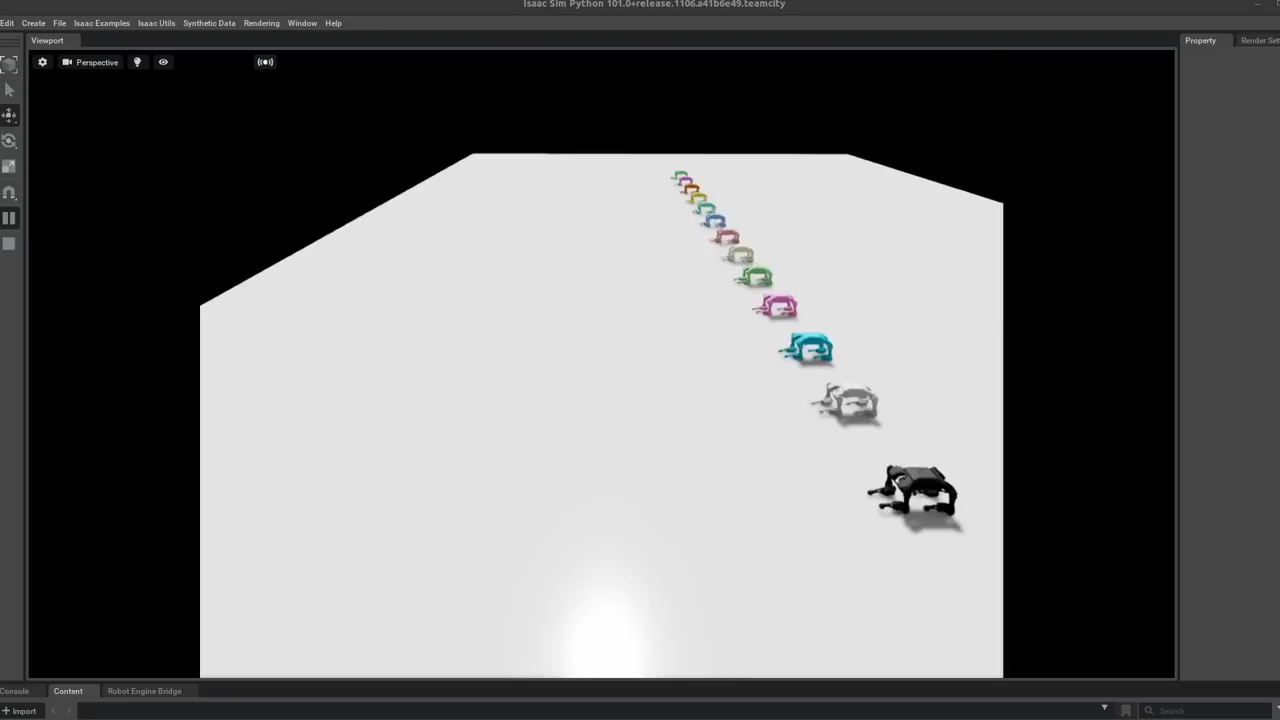 Isaac Sim Python 101.0+release.1106.a41b6e49.teamcity
Edit Create File Isaac Examples Isaac Utils Synthetic Data Rendering Window Help
Viewport
Property
Render Set
Perspective
Console
Content
Robot Engine Bridge
Import
Search